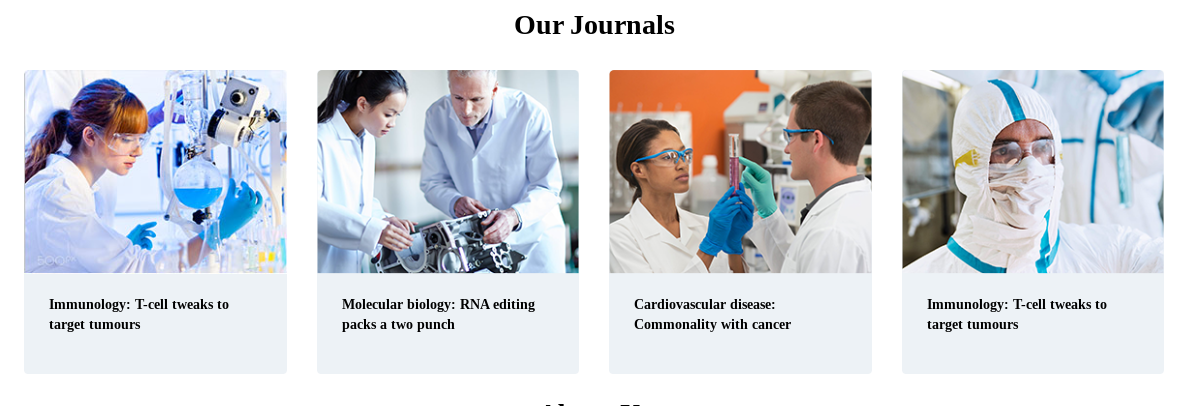 Our Journals
Immunology: T-cell tweaks to
target tumours
Molecular biology: RNA editing
packs a two punch
Cardiovascular disease:
Commonality with cancer
Immunology: T-cell tweaks to
target tumours